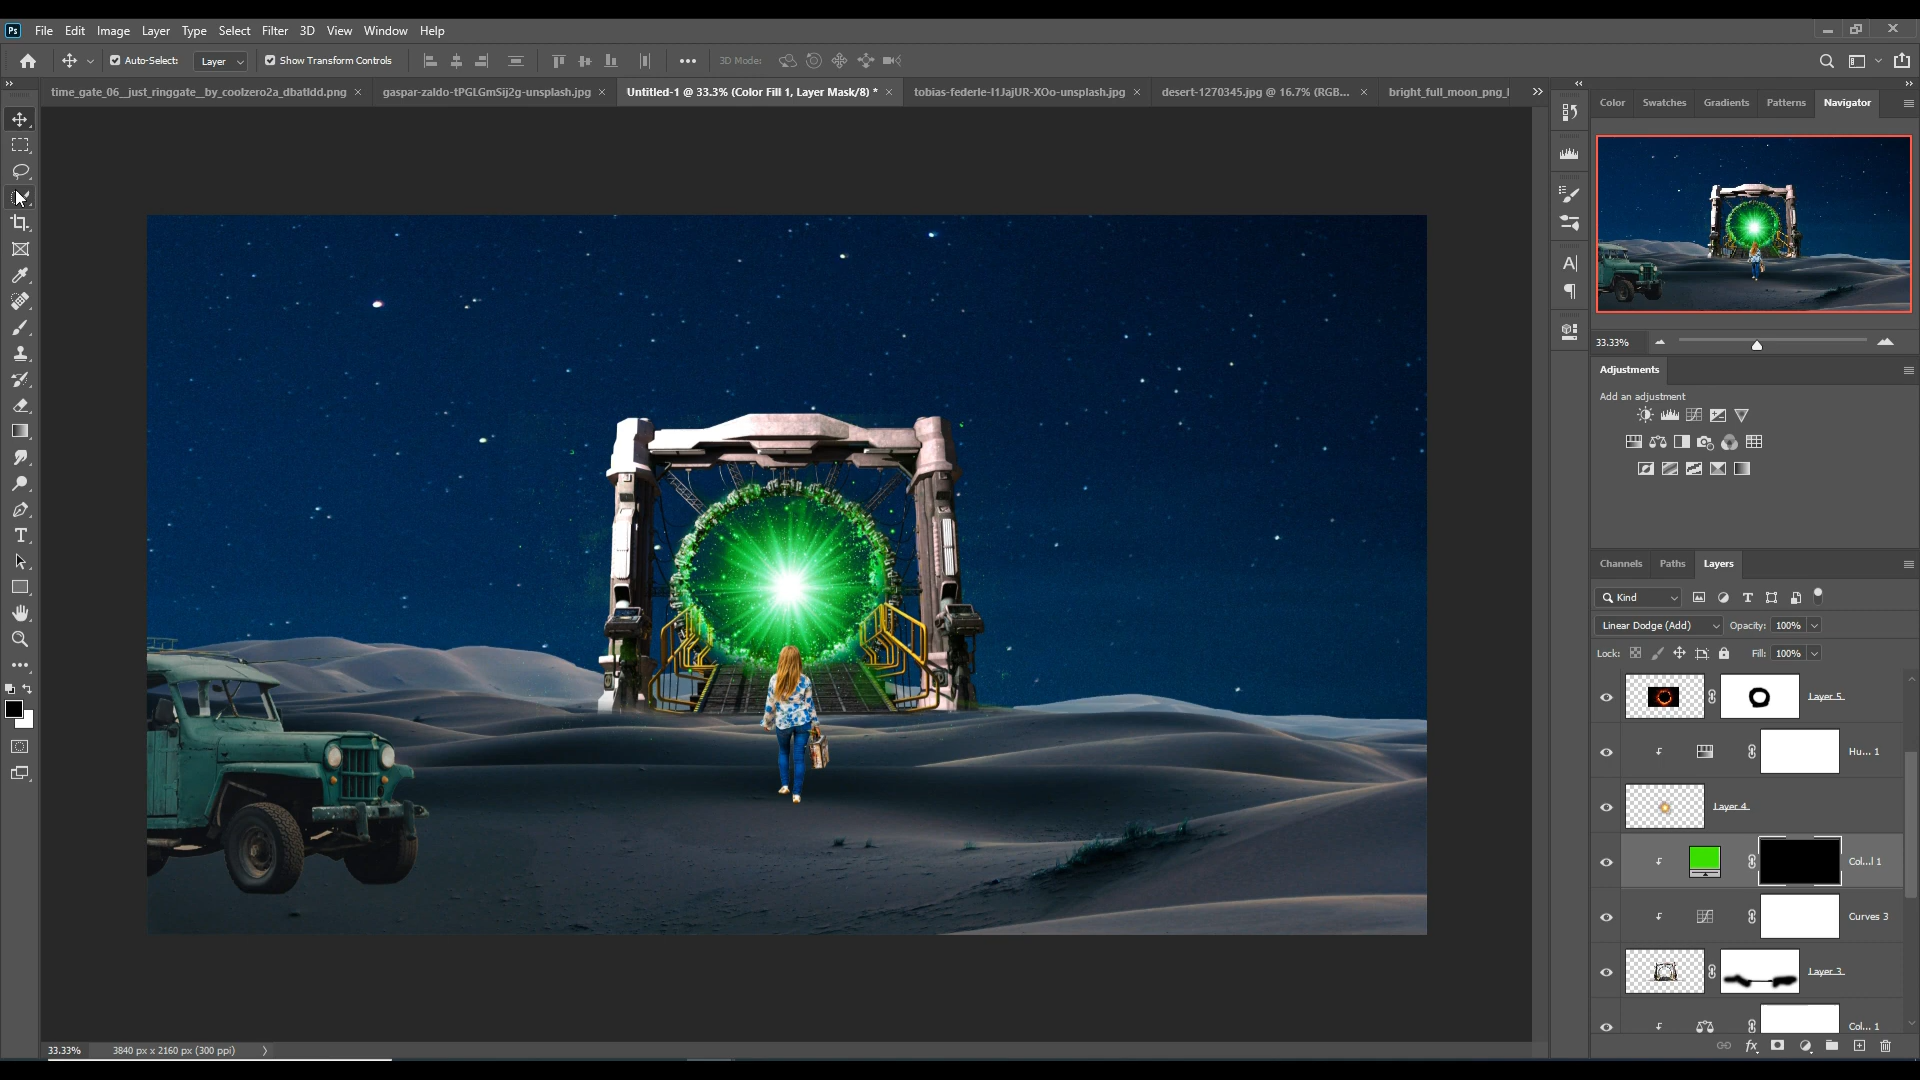 Ps File Edit Image Layer Type Select Filter 3D View Window Help
Auto-Select: Layer Show Transform Controls 3D Mode:
time_gate_06__just_ringgate__by_coolzero2a_dbatldd.png × gaspar-zaldo-tPGLGmSij2g-unsplash.jpg × Untitled-1 @ 33.3% (Color Fill 1, Layer Mask/8) * × tobias-federle-I1JajUR-XOo-unsplash.jpg × desert-1270345.jpg @ 16.7% (RGB... × bright_full_moon_png_
Color Swatches Gradients Patterns Navigator
33.33%
Adjustments
Add an adjustment
Channels Paths Layers
Kind
Linear Dodge (Add) Opacity: 100%
Lock: Fill: 100%
Layer 5
Hu... 1
Layer 4
Col...l 1
Curves 3
Layer 3
Col... 1
33.33% 3840 px x 2160 px (300 ppi)